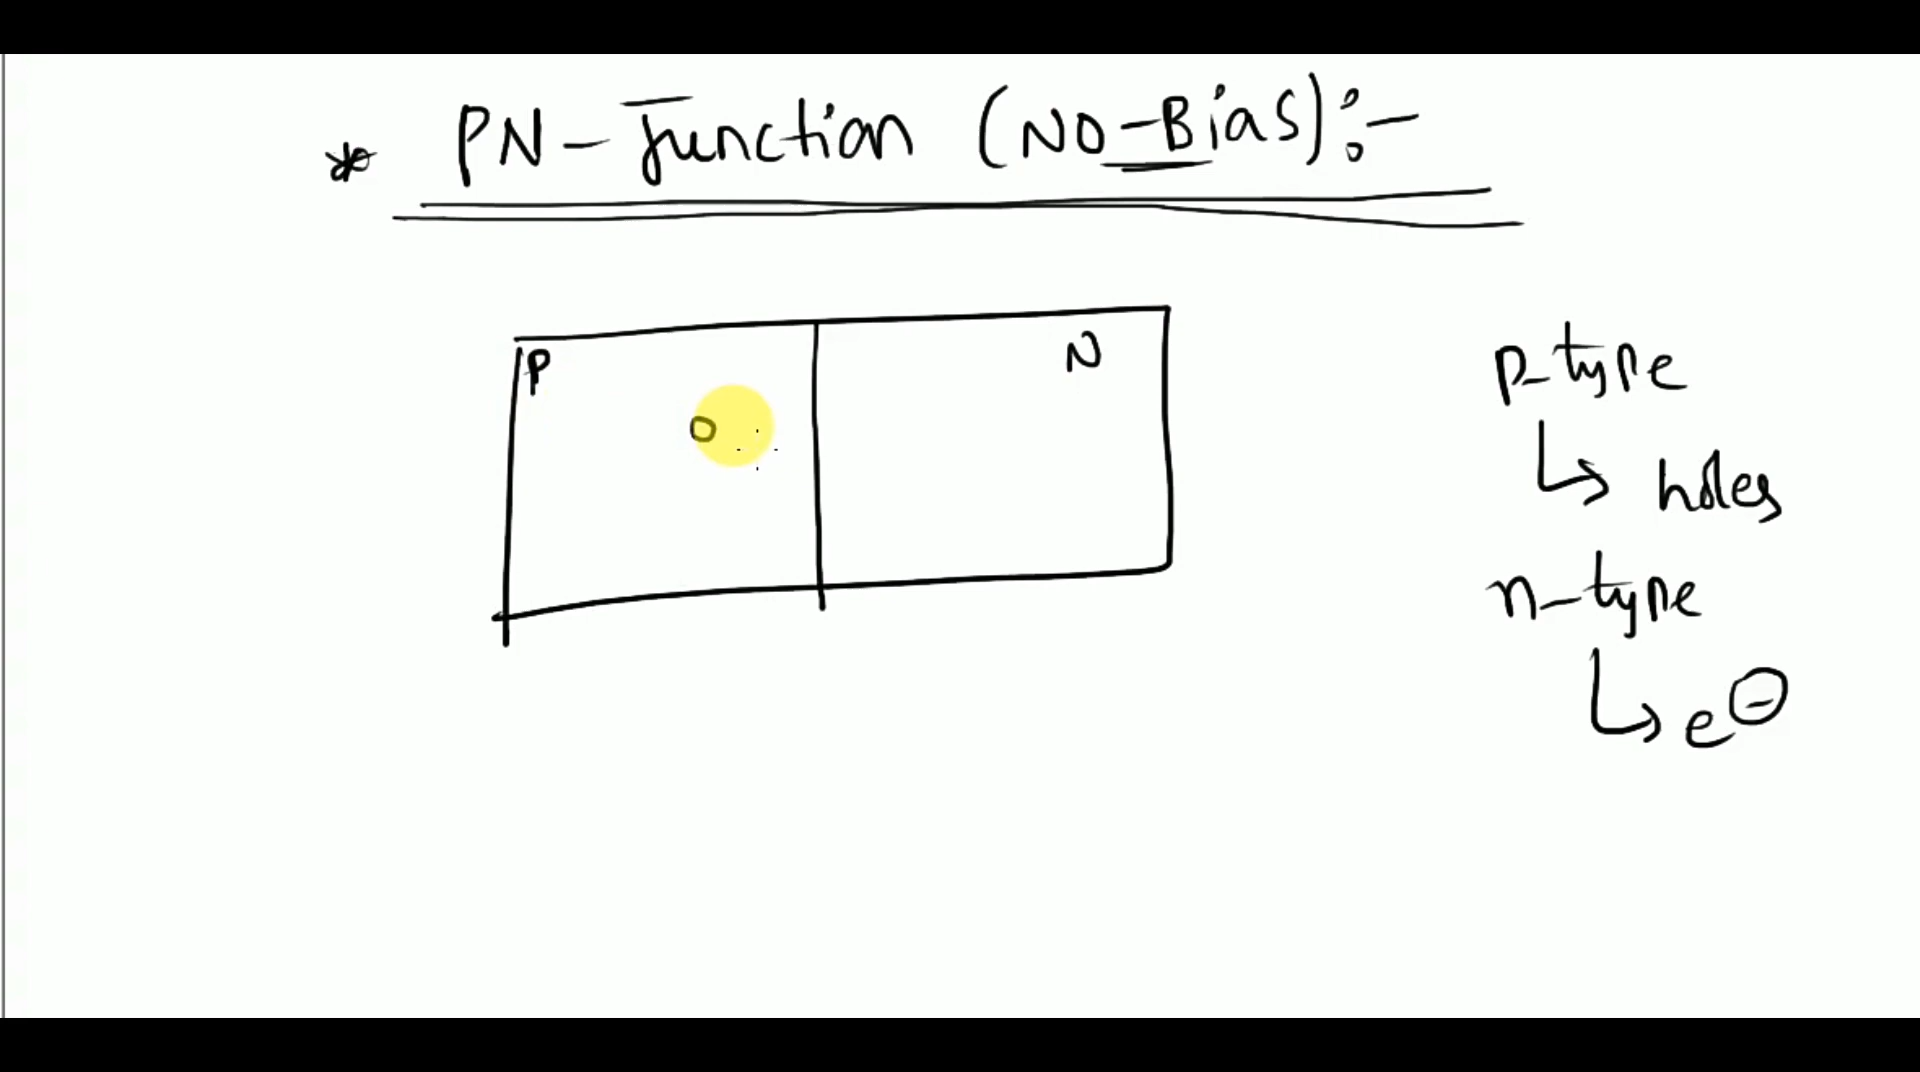 * PN-Junction (NO-Bias):-
P
N
p-type
↳ holes
n-type
↳ e⊖